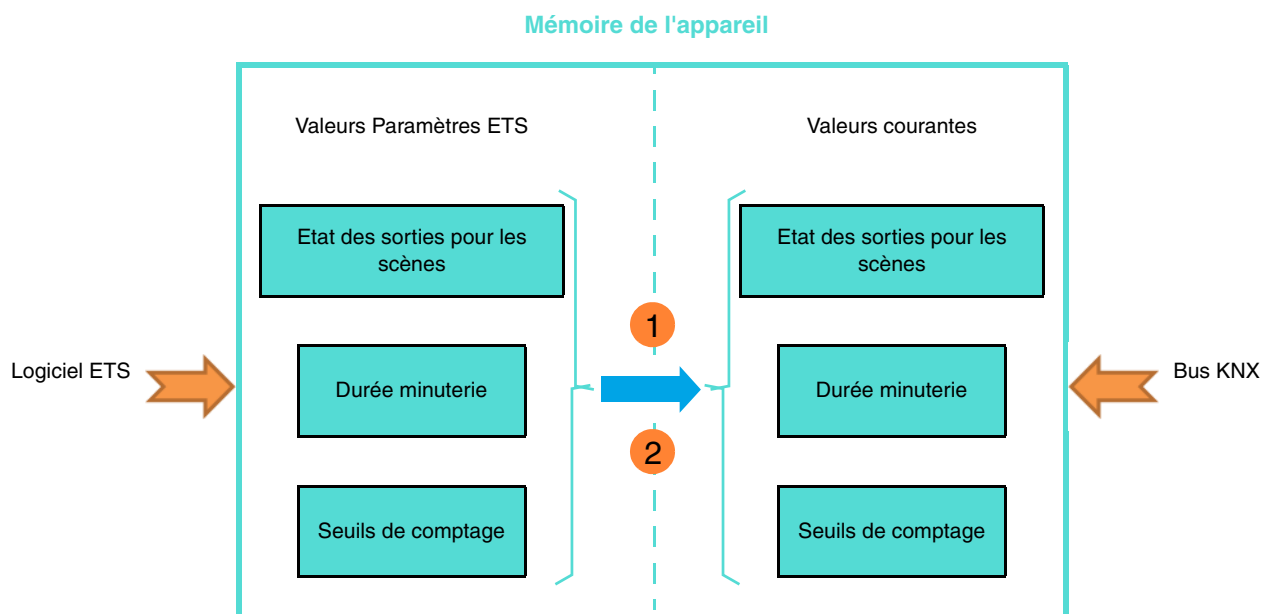 Mémoire de l'appareil
Valeurs Paramètres ETS
Valeurs courantes
Etat des sorties pour les
scènes
Etat des sorties pour les
scènes
1
Logiciel ETS
Durée minuterie
Durée minuterie
Bus KNX
2
Seuils de comptage
Seuils de comptage